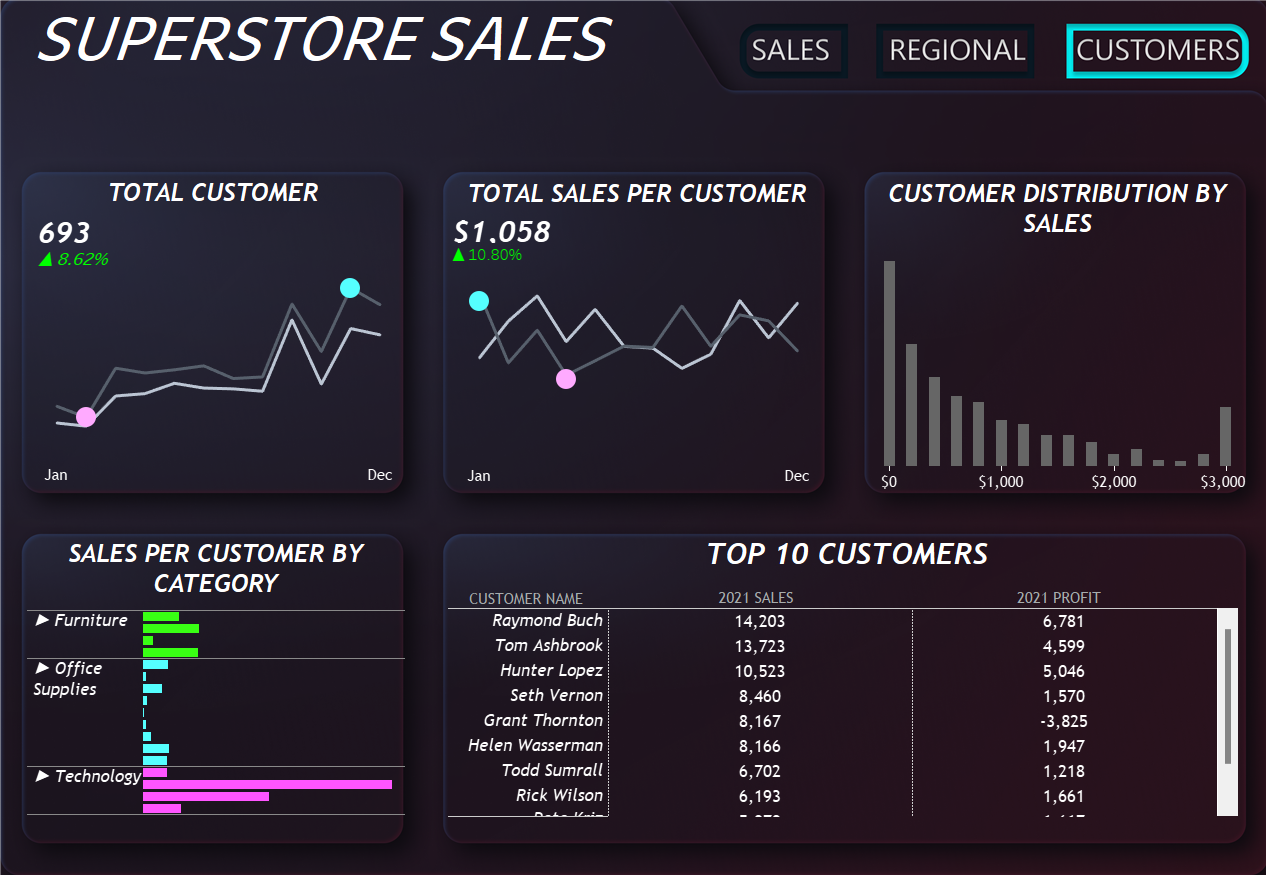 SUPERSTORE SALES
SALES
REGIONAL
CUSTOMERS
TOTAL CUSTOMER
693
▲ 8.62%
Jan
Dec
TOTAL SALES PER CUSTOMER
$1,058
▲ 10.80%
Jan
Dec
CUSTOMER DISTRIBUTION BY
SALES
$0
$1,000
$2,000
$3,000
SALES PER CUSTOMER BY
CATEGORY
▶ Furniture
▶ Office
Supplies
▶ Technology
TOP 10 CUSTOMERS
CUSTOMER NAME 2021 SALES 2021 PROFIT
Raymond Buch 14,203 6,781
Tom Ashbrook 13,723 4,599
Hunter Lopez 10,523 5,046
Seth Vernon 8,460 1,570
Grant Thornton 8,167 -3,825
Helen Wasserman 8,166 1,947
Todd Sumrall 6,702 1,218
Rick Wilson 6,193 1,661